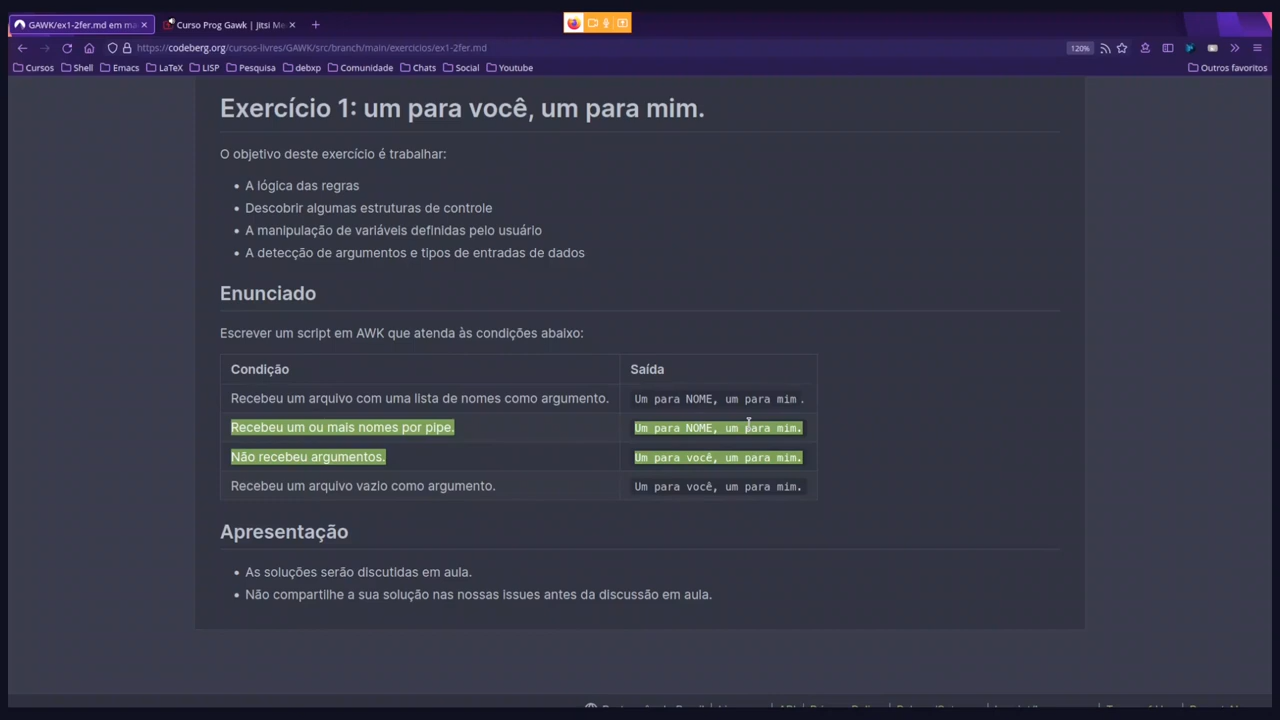 GAWK/ex1-2fer.md em ma
Curso Prog Gawk | Jitsi Me
https://codeberg.org/cursos-livres/GAWK/src/branch/main/exercicios/ex1-2fer.md
120%
Cursos Shell Emacs LaTeX LISP Pesquisa debxp Comunidade Chats Social Youtube Outros favoritos
Exercício 1: um para você, um para mim.
O objetivo deste exercício é trabalhar:
• A lógica das regras
• Descobrir algumas estruturas de controle
• A manipulação de variáveis definidas pelo usuário
• A detecção de argumentos e tipos de entradas de dados
Enunciado
Escrever um script em AWK que atenda às condições abaixo:
Condição Saída
Recebeu um arquivo com uma lista de nomes como argumento. Um para NOME, um para mim.
Recebeu um ou mais nomes por pipe. Um para NOME, um para mim.
Não recebeu argumentos. Um para você, um para mim.
Recebeu um arquivo vazio como argumento. Um para você, um para mim.
Apresentação
• As soluções serão discutidas em aula.
• Não compartilhe a sua solução nas nossas issues antes da discussão em aula.